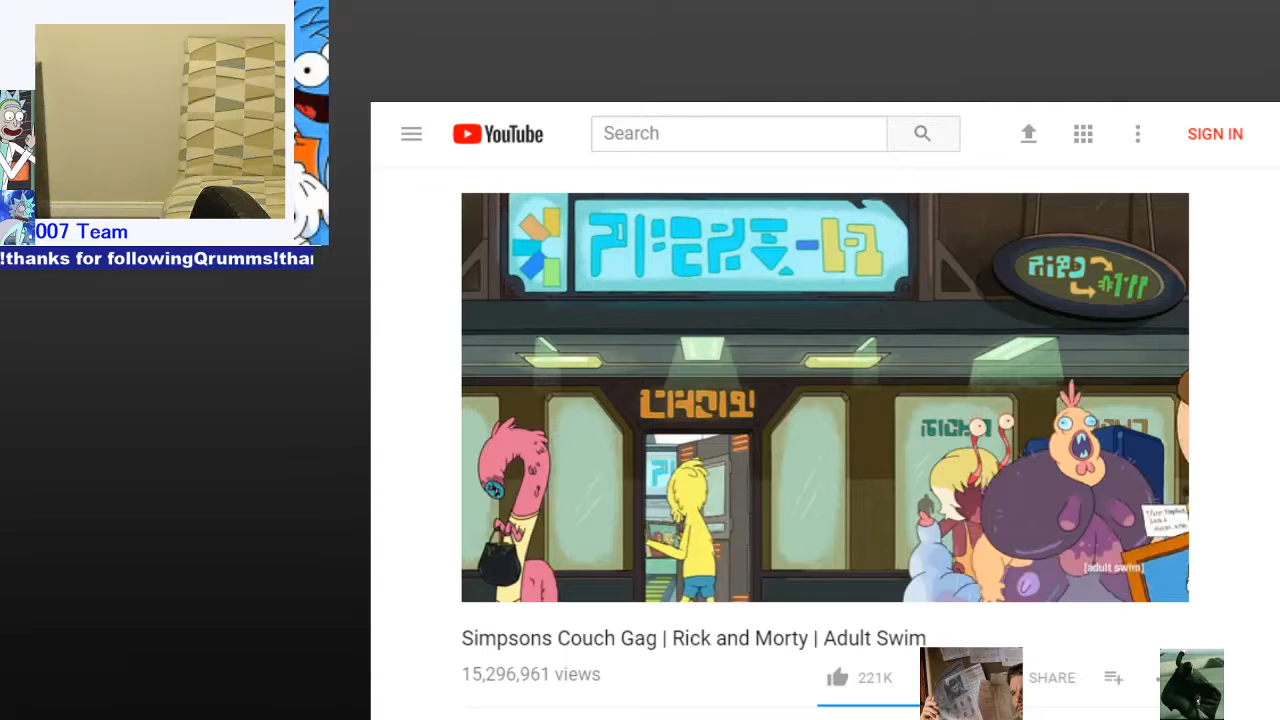 YouTube
Search
SIGN IN
007 Team
!thanks for followingQrumms!than
[adult swim]
Simpsons Couch Gag | Rick and Morty | Adult Swim
15,296,961 views
221K
SHARE